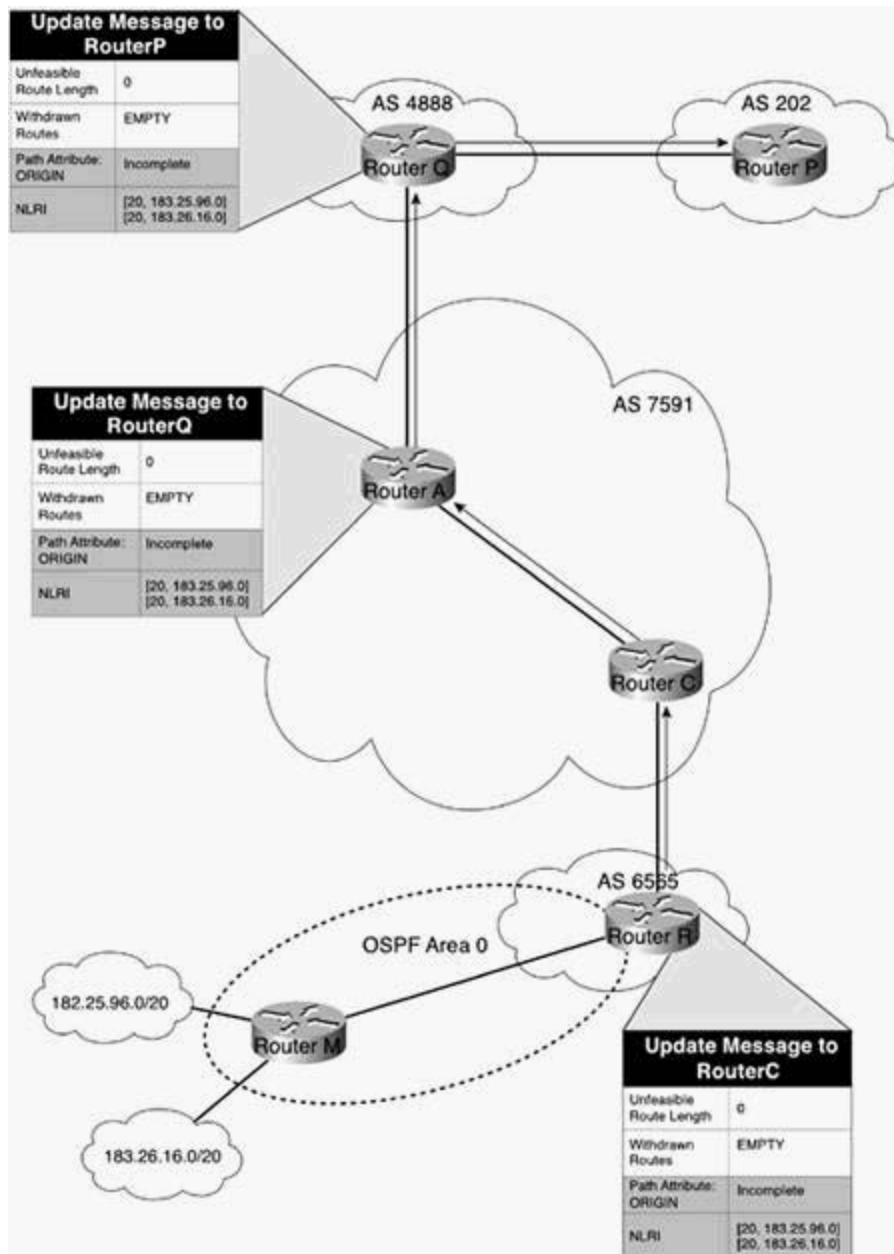 Update Message to
RouterP
Unfeasible
Route Length
0
Withdrawn
Routes
EMPTY
Path Attribute:
ORIGIN
Incomplete
NLRI
[20, 183.25.96.0]
[20, 183.26.16.0]
AS 4888
Router Q
AS 202
Router P
Update Message to
RouterQ
Unfeasible
Route Length
0
Withdrawn
Routes
EMPTY
Path Attribute:
ORIGIN
Incomplete
NLRI
[20, 183.25.96.0]
[20, 183.26.16.0]
AS 7591
Router A
Router C
AS 6565
Router R
OSPF Area 0
182.25.96.0/20
Router M
183.26.16.0/20
Update Message to
RouterC
Unfeasible
Route Length
0
Withdrawn
Routes
EMPTY
Path Attribute:
ORIGIN
Incomplete
NLRI
[20, 183.25.96.0]
[20, 183.26.16.0]